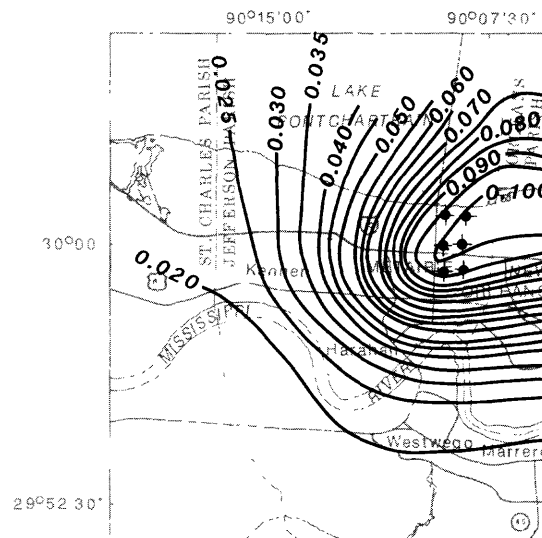 90°15'00"
90°07'30"
LAKE
PONTCHARTRAIN
ST. CHARLES PARISH
JEFFERSON PARISH
0.025
0.030
0.035
0.040
0.050
0.060
0.070
0.080
0.090
0.100
30°00'
0.020
Kenner
MISSISSIPPI
RIVER
Harahan
Westwego
Marrero
29°52'30"
45